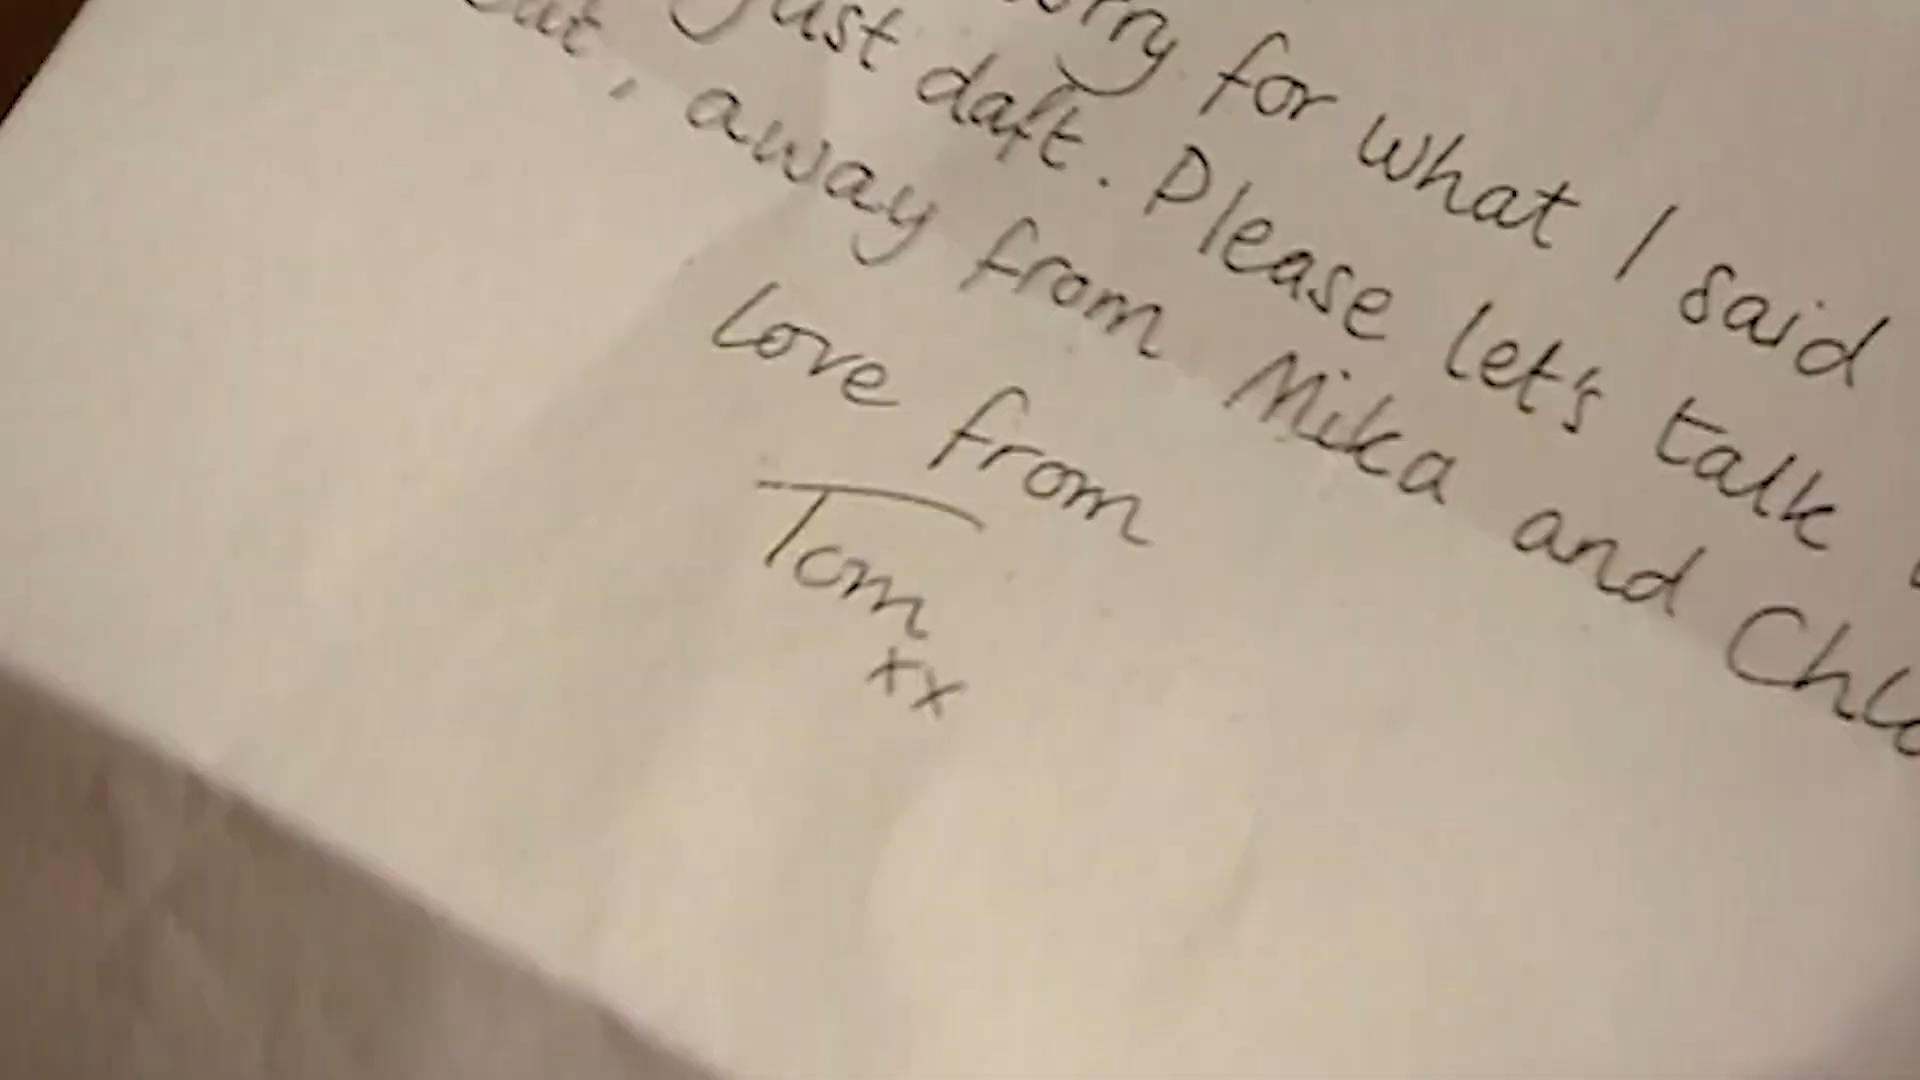 for what I said
just daft. Please let's talk
, away from Mika and
Love from
Tom
xx